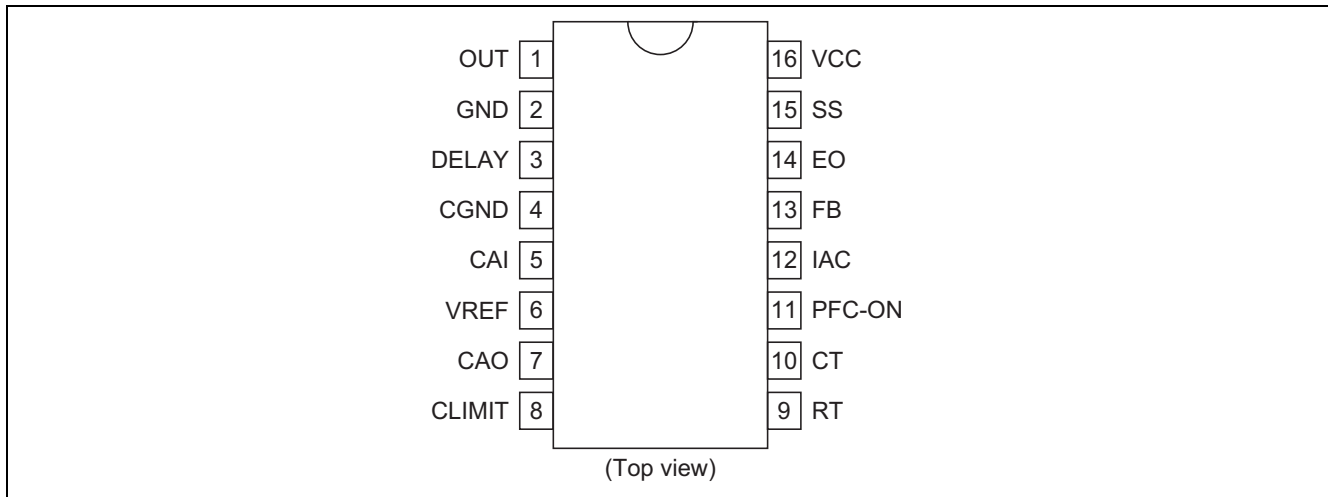 OUT 1 16 VCC
GND 2 15 SS
DELAY 3 14 EO
CGND 4 13 FB
CAI 5 12 IAC
VREF 6 11 PFC-ON
CAO 7 10 CT
CLIMIT 8 9 RT
(Top view)